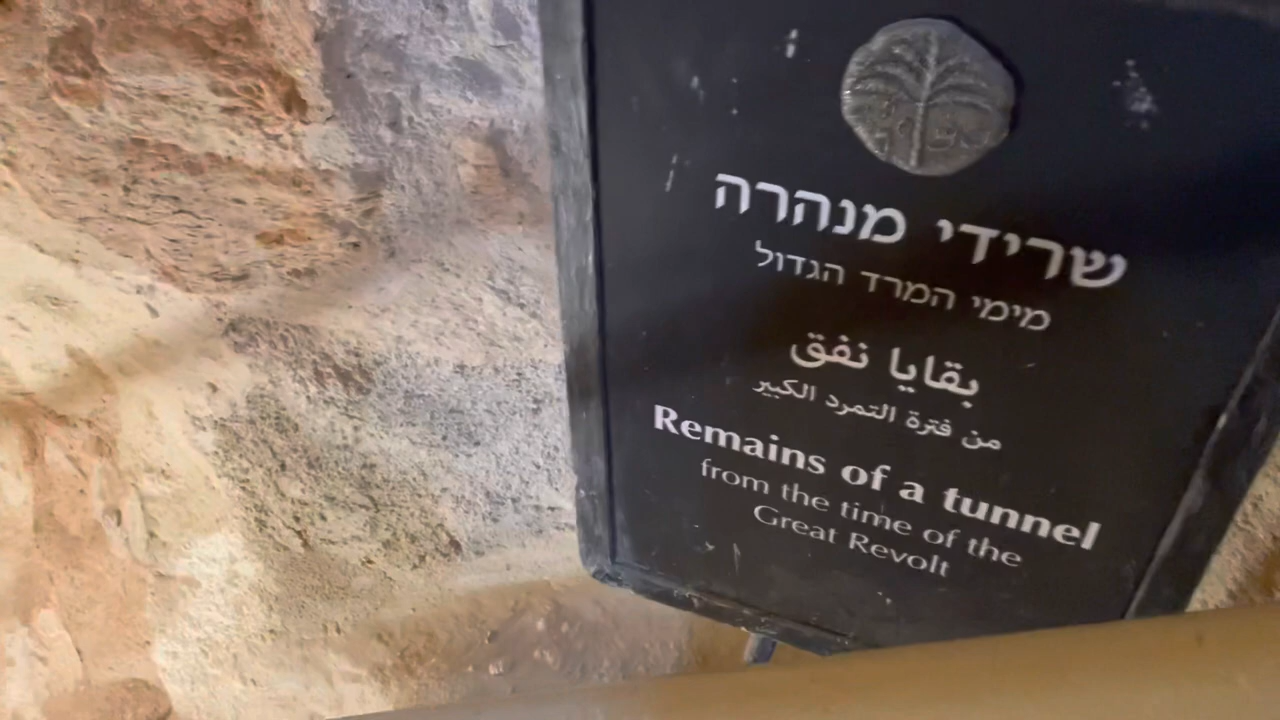 שרידי מנהרה
מימי המרד הגדול
بقايا نفق
من فترة التمرد الكبير
Remains of a tunnel
from the time of the
Great Revolt